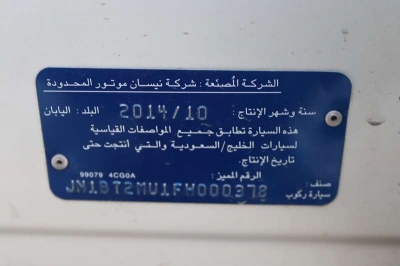 الشركة المُصنّعة : شركة نيسان موتور المحدودة
سنة وشهر الإنتاج: 2014/10 البلد: اليابان
هذه السيارة تطابق جميع المواصفات القياسية
لسيارات الخليج/السعودية والتي أنتجت حتى
تاريخ الإنتاج.
99079 4CG0A الرقم المميز:
JN1BT2MU1FW000378 صنف:
سيارة ركوب